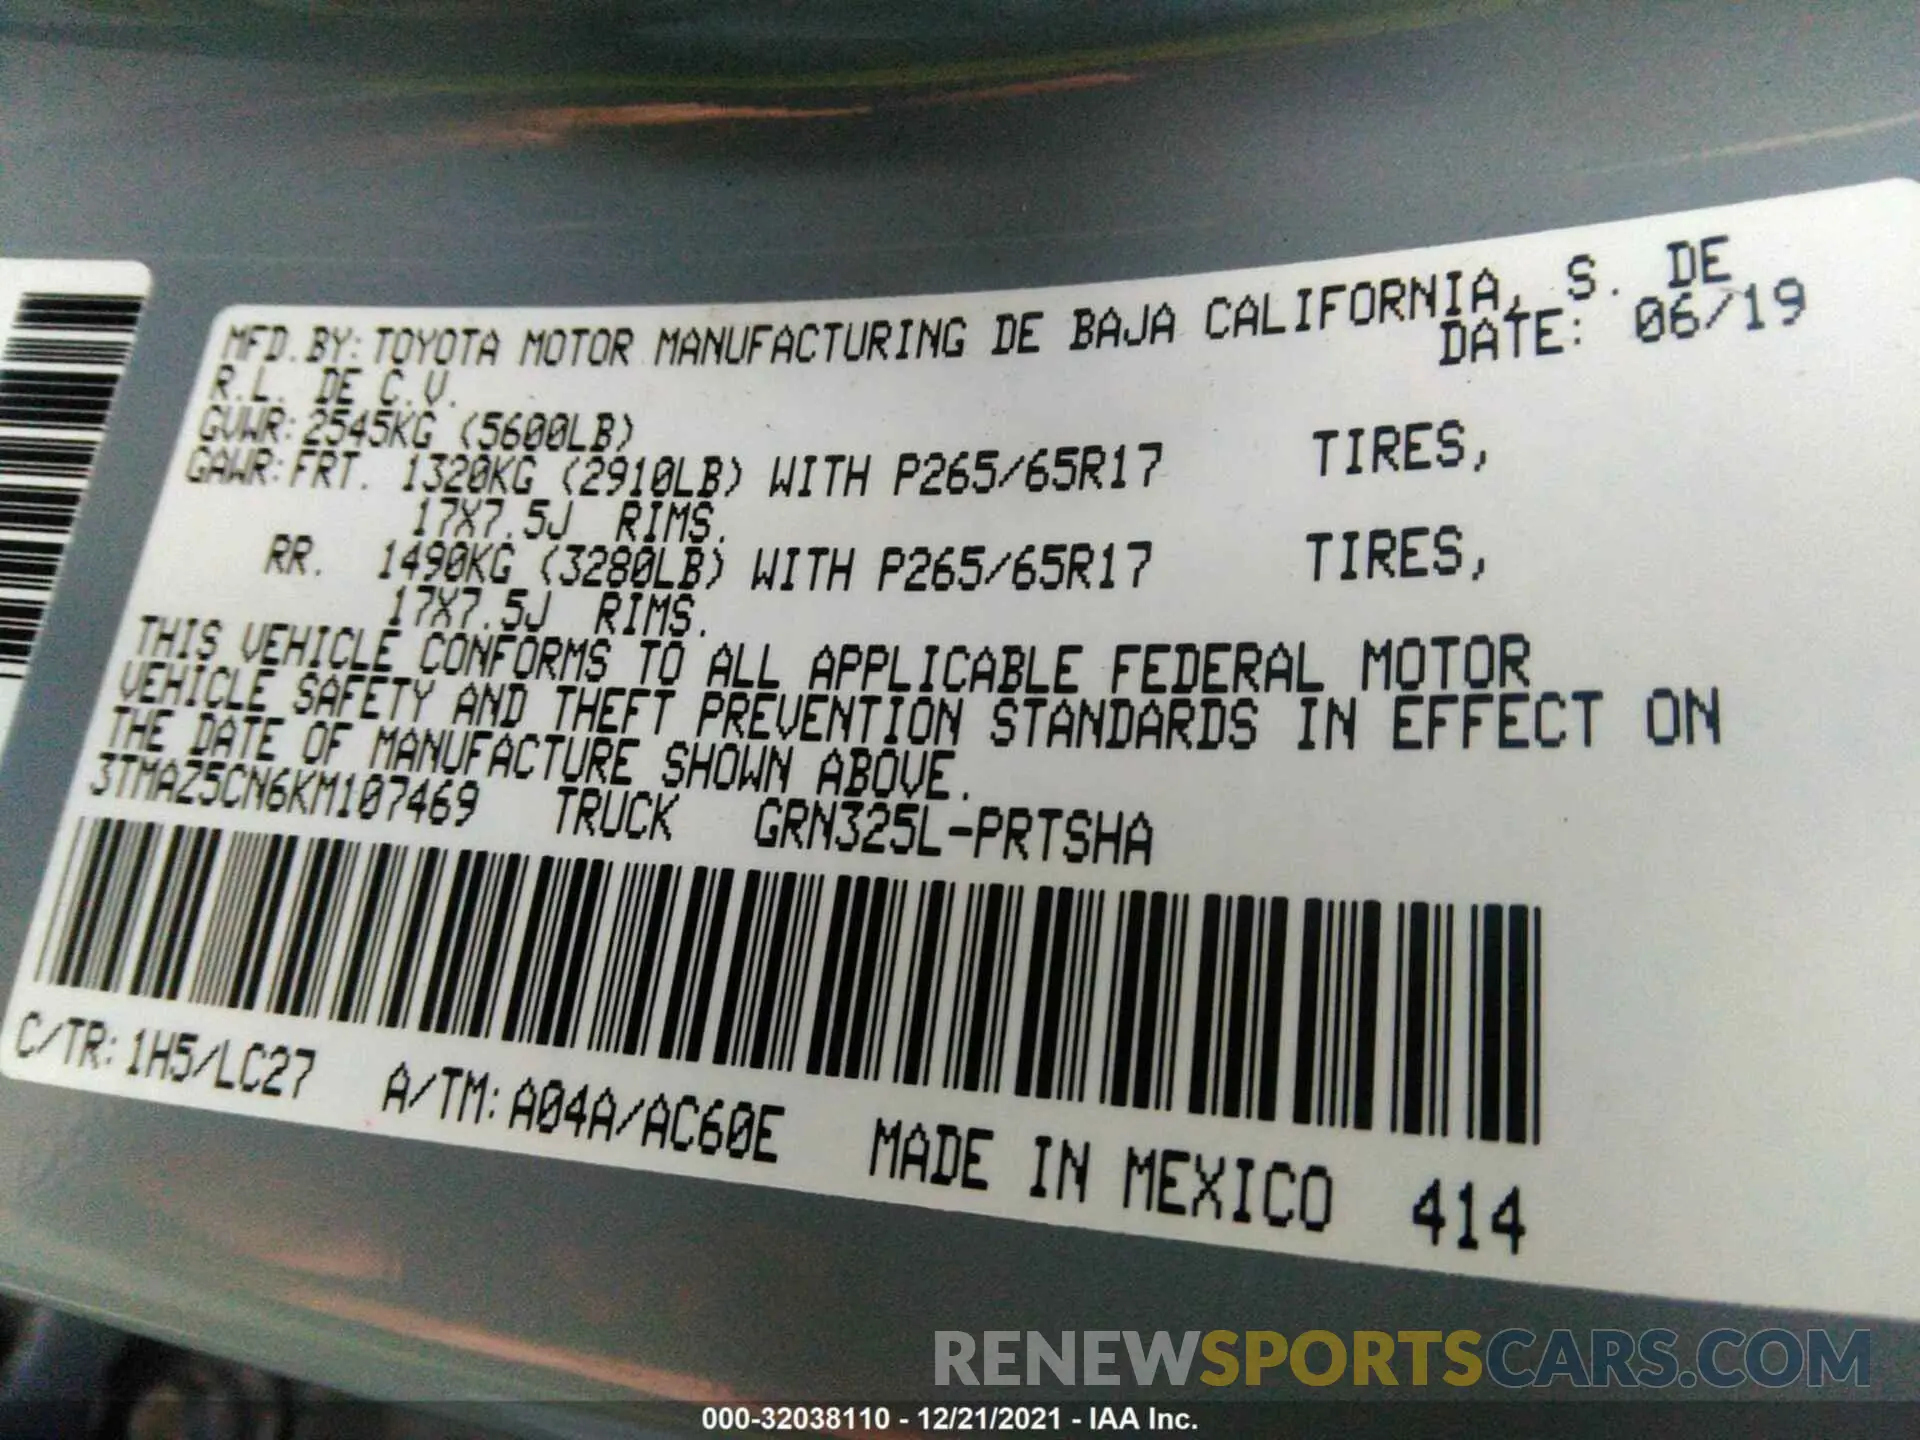 MFD.BY:TOYOTA MOTOR MANUFACTURING DE BAJA CALIFORNIA, S. DE
R.L. DE C.V. DATE: 06/19
GVWR:2545KG (5600LB)
GAWR:FRT. 1320KG (2910LB) WITH P265/65R17 TIRES,
17X7.5J RIMS.
RR. 1490KG (3280LB) WITH P265/65R17 TIRES,
17X7.5J RIMS.
THIS VEHICLE CONFORMS TO ALL APPLICABLE FEDERAL MOTOR
VEHICLE SAFETY AND THEFT PREVENTION STANDARDS IN EFFECT ON
THE DATE OF MANUFACTURE SHOWN ABOVE.
3TMAZ5CN6KM107469 TRUCK GRN325L-PRTSHA
C/TR:1H5/LC27 A/TM:A04A/AC60E MADE IN MEXICO 414
RENEWSPORTSCARS.COM
000-32038110 - 12/21/2021 - IAA Inc.